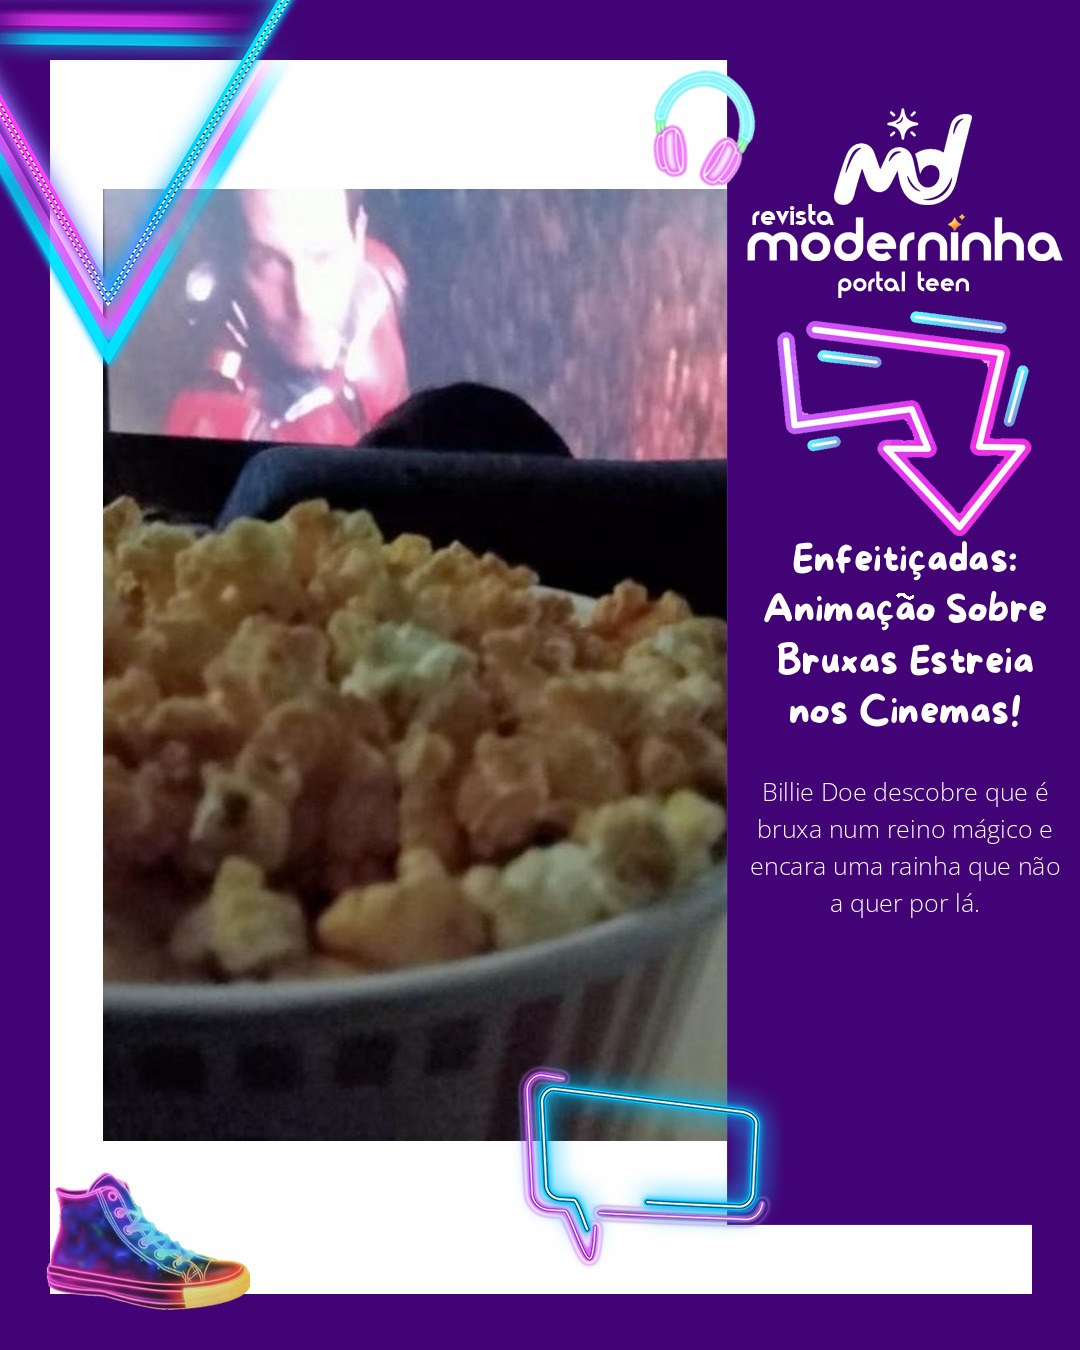 md
revista
moderninha
portal teen
Enfeitiçadas:
Animação Sobre
Bruxas Estreia
nos Cinemas!
Billie Doe descobre que é
bruxa num reino mágico e
encara uma rainha que não
a quer por lá.